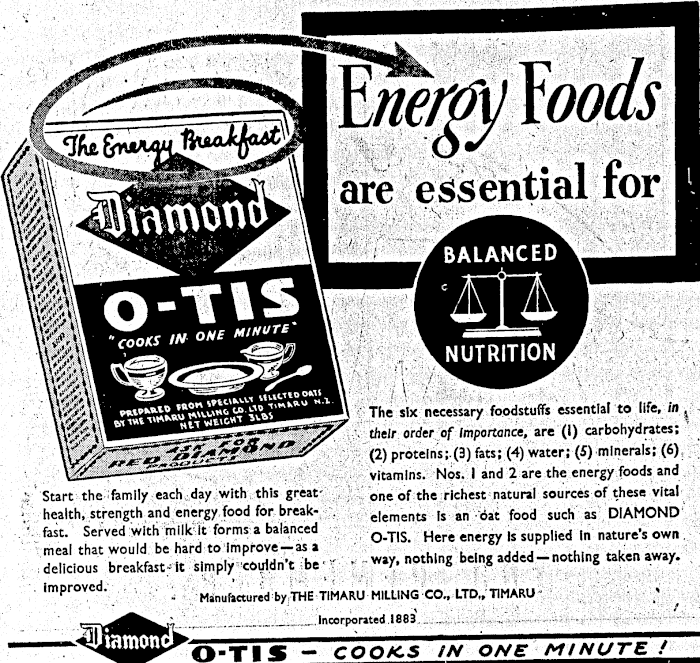 Energy Foods
are essential for
BALANCED
NUTRITION
The Energy Breakfast
Diamond
O-TIS
"COOKS IN ONE MINUTE"
PREPARED FROM SPECIALLY SELECTED OATS
BY THE TIMARU MILLING CO. LTD TIMARU N.Z.
NET WEIGHT 3LBS
ASK FOR
RED DIAMOND
PRODUCTS
The six necessary foodstuffs essential to life, in
their order of importance, are (1) carbohydrates;
(2) proteins; (3) fats; (4) water; (5) minerals; (6)
vitamins. Nos. 1 and 2 are the energy foods and
one of the richest natural sources of these vital
elements is an oat food such as DIAMOND
O-TIS. Here energy is supplied in nature's own
way, nothing being added—nothing taken away.
Start the family each day with this great
health, strength and energy food for break-
fast. Served with milk it forms a balanced
meal that would be hard to improve—as a
delicious breakfast it simply couldn't be
improved.
Manufactured by THE TIMARU MILLING CO., LTD., TIMARU
Incorporated 1883
Diamond
O-TIS – COOKS IN ONE MINUTE!